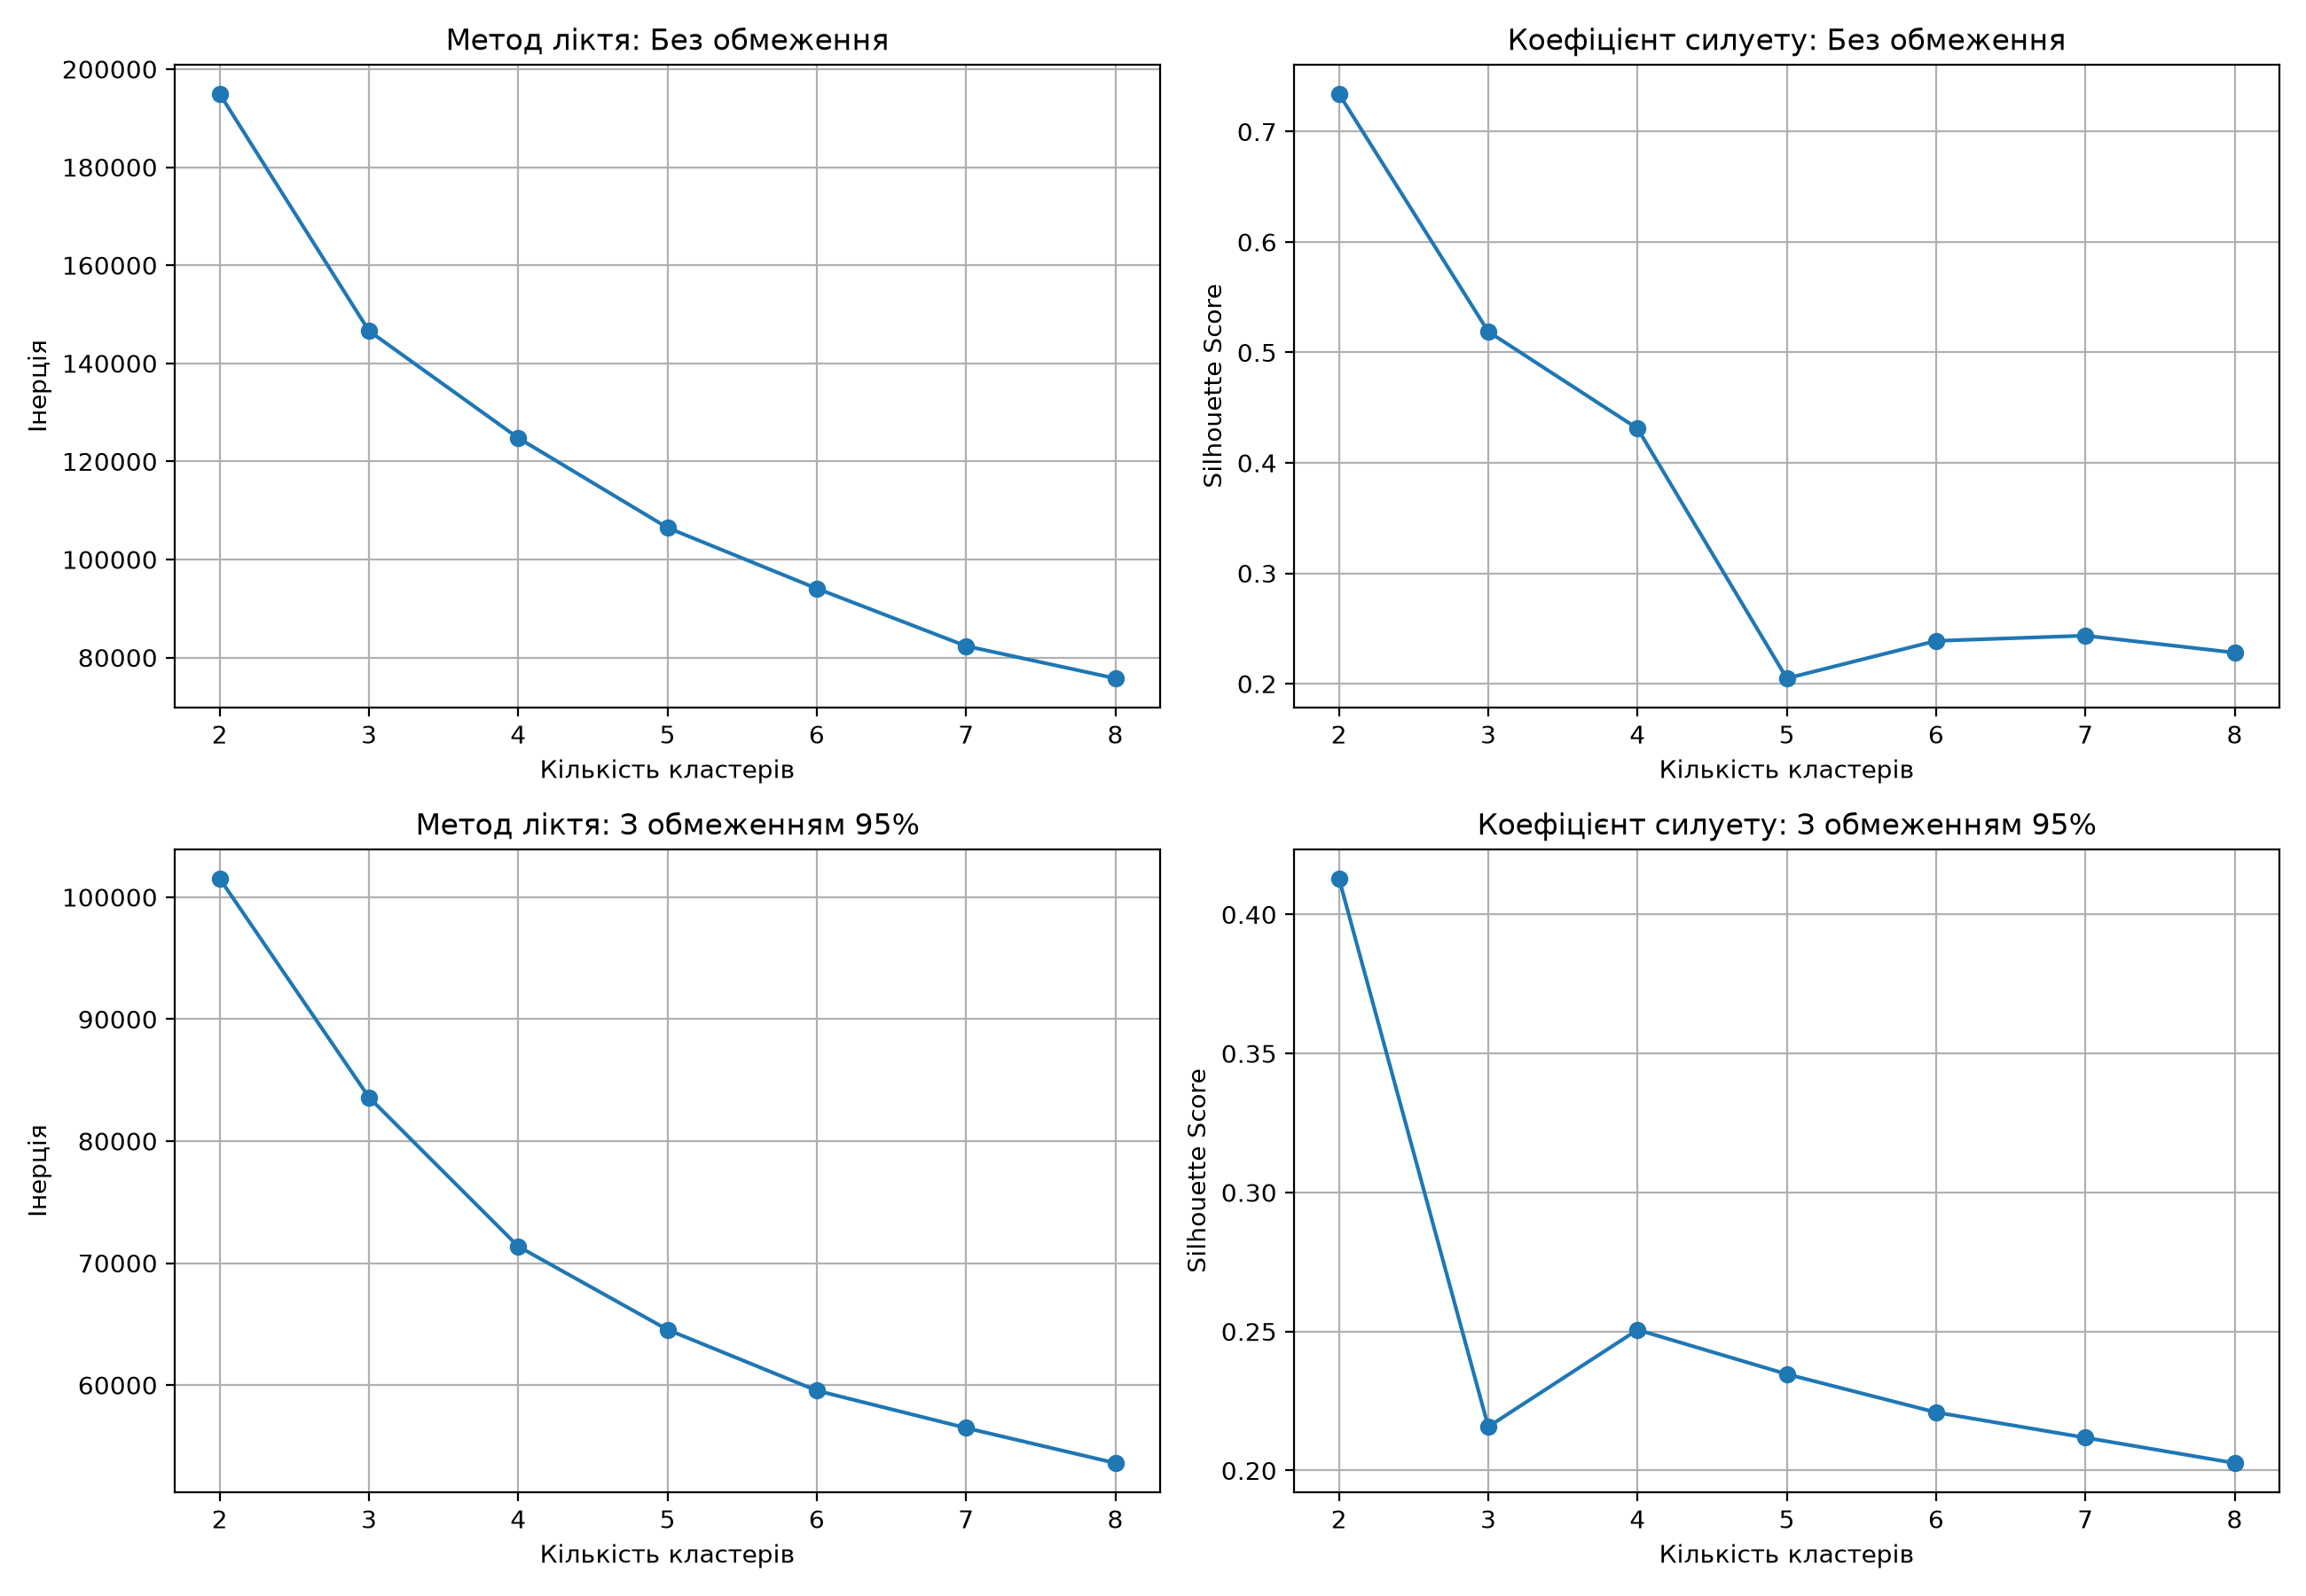 Метод ліктя: Без обмеження
200000
180000
160000
140000
120000
100000
80000
Інерція
2 3 4 5 6 7 8
Кількість кластерів
Коефіцієнт силуету: Без обмеження
0.7
0.6
0.5
0.4
0.3
0.2
Silhouette Score
2 3 4 5 6 7 8
Кількість кластерів
Метод ліктя: З обмеженням 95%
100000
90000
80000
70000
60000
Інерція
2 3 4 5 6 7 8
Кількість кластерів
Коефіцієнт силуету: З обмеженням 95%
0.40
0.35
0.30
0.25
0.20
Silhouette Score
2 3 4 5 6 7 8
Кількість кластерів